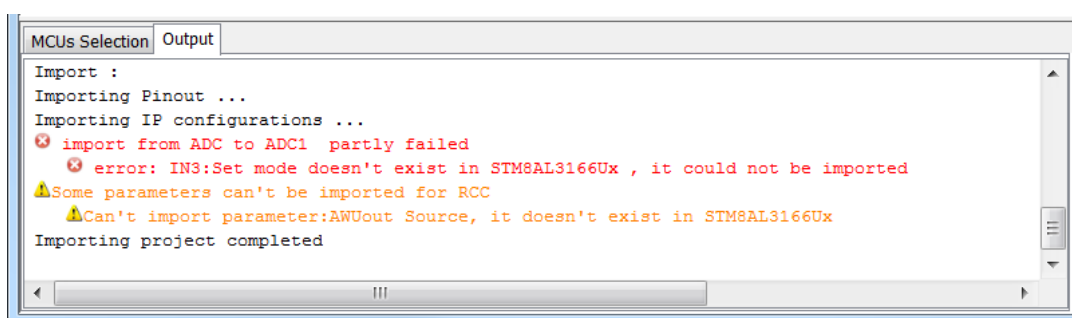 MCUs Selection Output
Import :
Importing Pinout ...
Importing IP configurations ...
import from ADC to ADC1  partly failed
error: IN3:Set mode doesn't exist in STM8AL3166Ux , it could not be imported
Some parameters can't be imported for RCC
Can't import parameter:AWUout Source, it doesn't exist in STM8AL3166Ux
Importing project completed